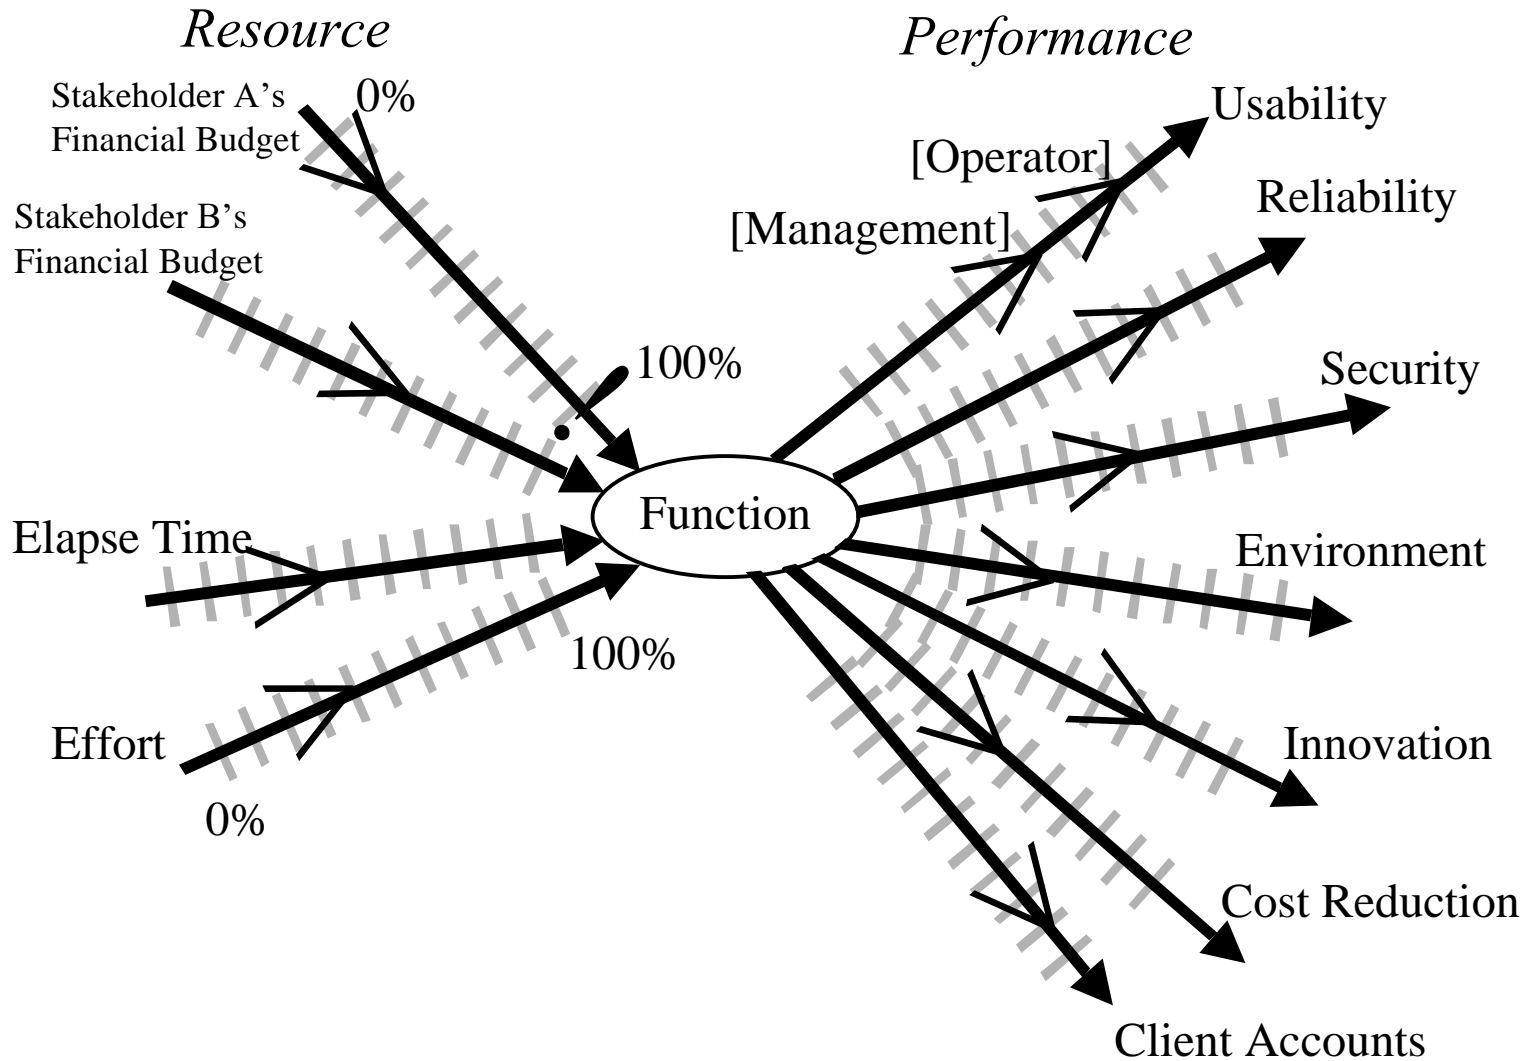 Resource
Performance
Stakeholder A’s
Financial Budget
0%
Usability
[Operator]
Reliability
Stakeholder B’s
Financial Budget
[Management]
100%
Security
Function
Elapse Time
Environment
100%
Effort
Innovation
0%
Cost Reduction
Client Accounts